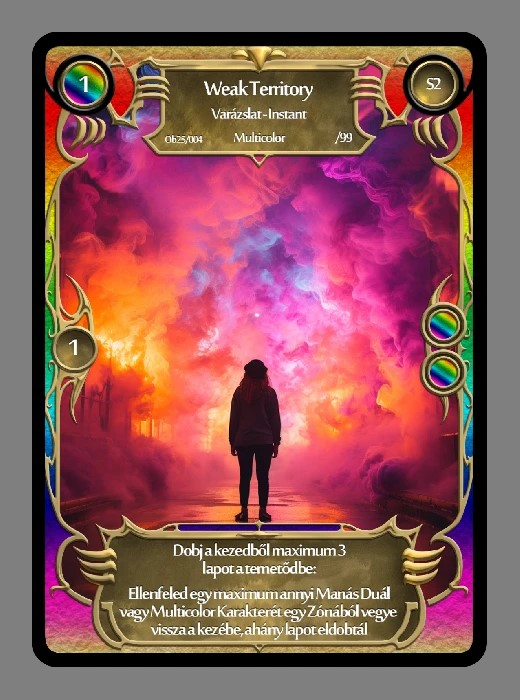 1
Weak Territory
S2
Varázslat - Instant
Ob25/004
Multicolor
/99
1
Dobj a kezedből maximum 3
lapot a temetődbe:
Ellenfeled egy maximum annyi Manás Duál
vagy Multicolor Karakterét egy Zónából vegye
vissza a kezébe, ahány lapot eldobtál